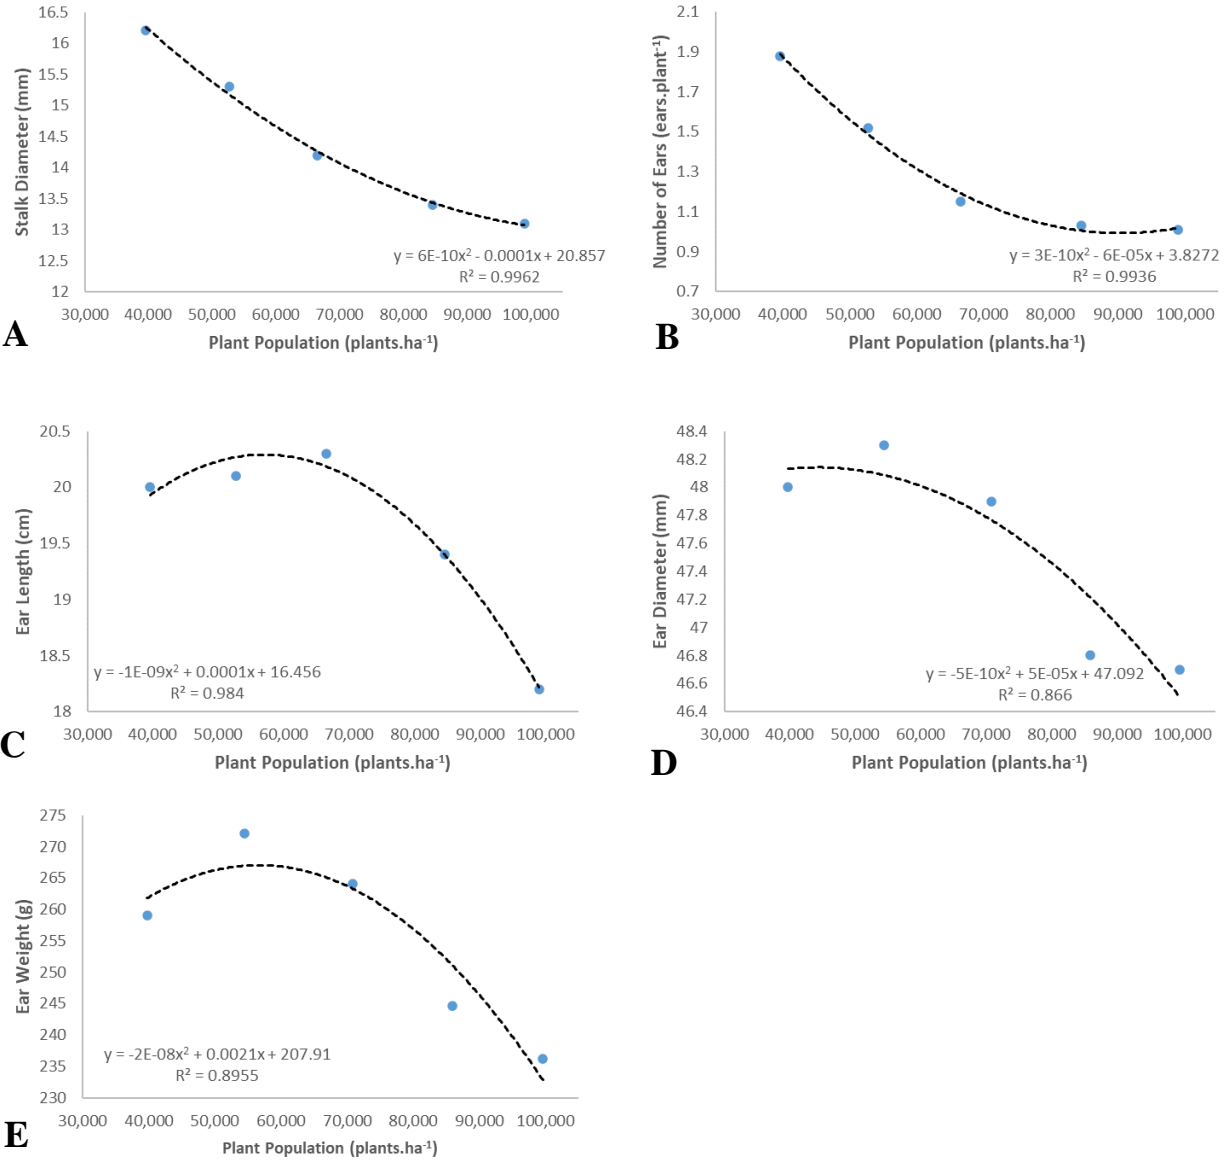 16.5
16
15.5
15
14.5
14
13.5
13
12.5
12
Stalk Diameter (mm)
y = 6E-10x² - 0.0001x + 20.857
R² = 0.9962
30,000 40,000 50,000 60,000 70,000 80,000 90,000 100,000
Plant Population (plants.ha⁻¹)
A
2.1
1.9
1.7
1.5
1.3
1.1
0.9
0.7
Number of Ears (ears.plant⁻¹)
y = 3E-10x² - 6E-05x + 3.8272
R² = 0.9936
30,000 40,000 50,000 60,000 70,000 80,000 90,000 100,000
Plant Population (plants.ha⁻¹)
B
20.5
20
19.5
19
18.5
18
Ear Length (cm)
y = -1E-09x² + 0.0001x + 16.456
R² = 0.984
30,000 40,000 50,000 60,000 70,000 80,000 90,000 100,000
Plant Population (plants.ha⁻¹)
C
48.4
48.2
48
47.8
47.6
47.4
47.2
47
46.8
46.6
46.4
Ear Diameter (mm)
y = -5E-10x² + 5E-05x + 47.092
R² = 0.866
30,000 40,000 50,000 60,000 70,000 80,000 90,000 100,000
Plant Population (plants.ha⁻¹)
D
275
270
265
260
255
250
245
240
235
230
Ear Weight (g)
y = -2E-08x² + 0.0021x + 207.91
R² = 0.8955
30,000 40,000 50,000 60,000 70,000 80,000 90,000 100,000
Plant Population (plants.ha⁻¹)
E